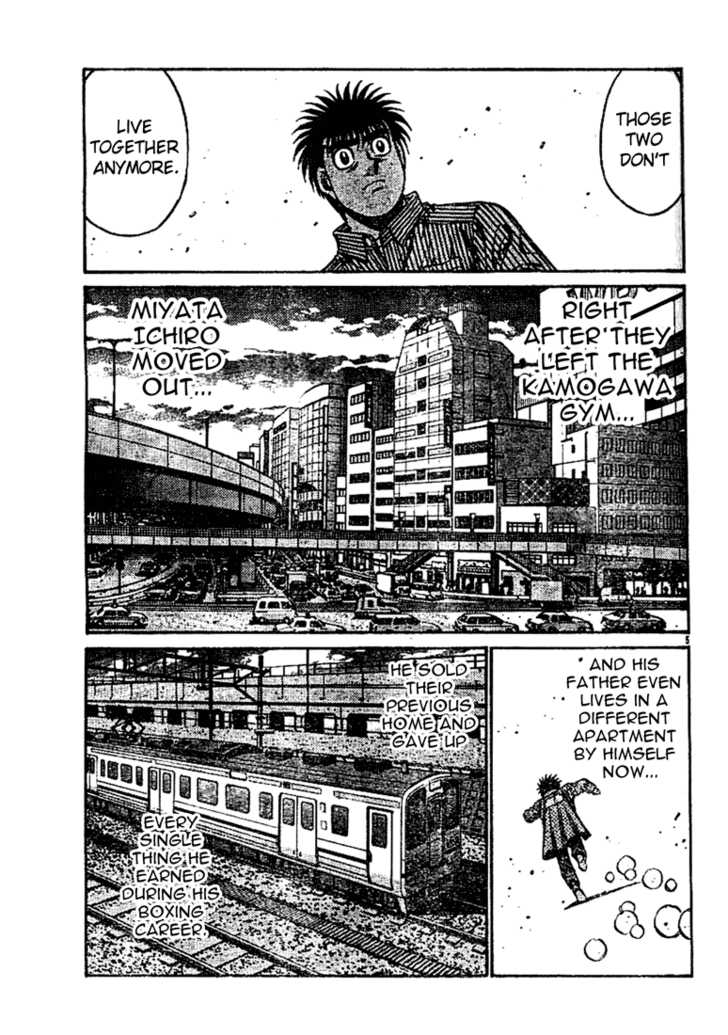 THOSE
TWO
DON'T
LIVE
TOGETHER
ANYMORE.
RIGHT
AFTER THEY
LEFT THE
KAMOGAWA
GYM...
MIYATA
ICHIRO
MOVED
OUT...
AND HIS
FATHER EVEN
LIVES IN A
DIFFERENT
APARTMENT
BY HIMSELF
NOW...
HE SOLD
THEIR
PREVIOUS
HOME AND
GAVE UP
EVERY
SINGLE
THING HE
EARNED
DURING HIS
BOXING
CAREER.
5